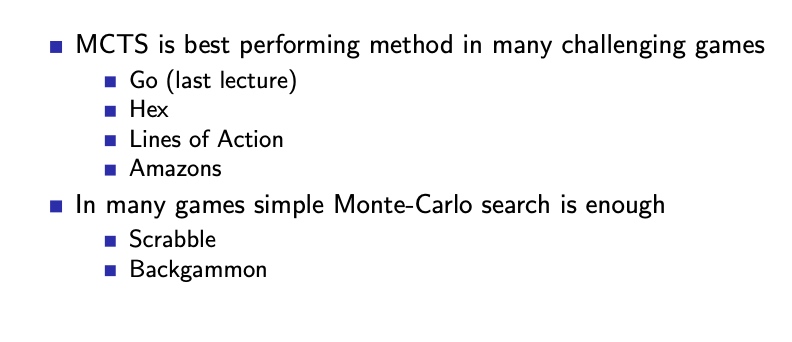 MCTS is best performing method in many challenging games
Go (last lecture)
Hex
Lines of Action
Amazons
In many games simple Monte-Carlo search is enough
Scrabble
Backgammon